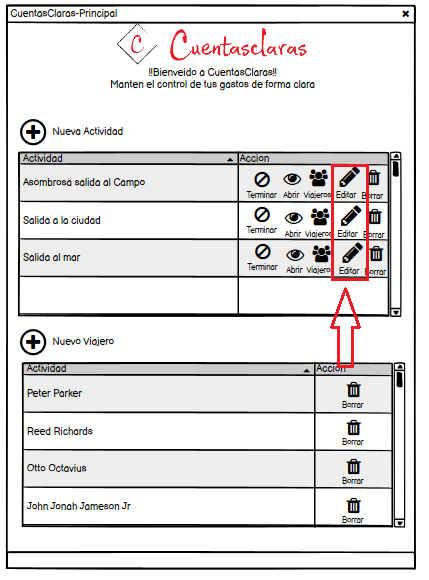 CuentasClaras-Principal
C Cuentasclaras
!!Bienveido a CuentasClaras!!
Manten el control de tus gastos de forma clara
Nueva Actividad
Actividad Accion
Asombrosa salida al Campo Terminar Abrir Viajeros Editar Borrar
Salida a la ciudad Terminar Abrir Viajeros Editar Borrar
Salida al mar Terminar Abrir Viajeros Editar Borrar
Nuevo Viajero
Actividad Accion
Peter Parker Borrar
Reed Richards Borrar
Otto Octavius Borrar
John Jonah Jameson Jr Borrar